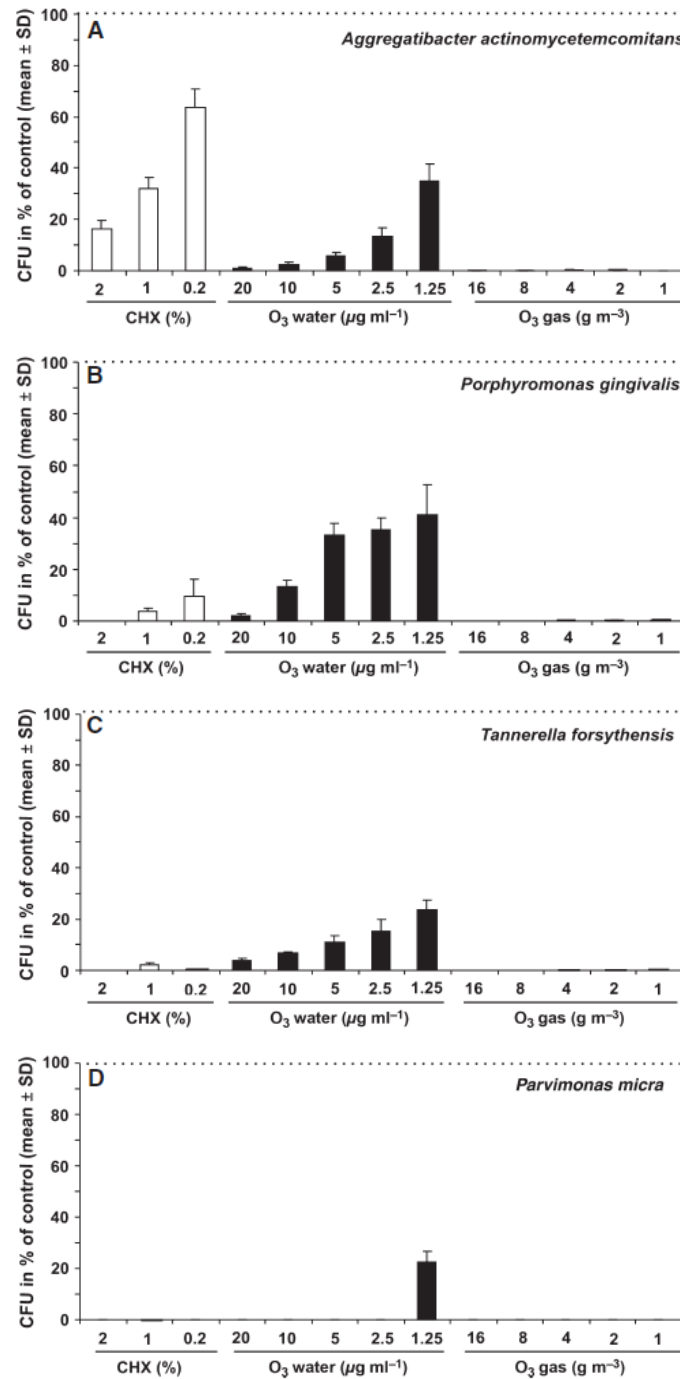 A
Aggregatibacter actinomycetemcomitans
CFU in % of control (mean ± SD)
100
80
60
40
20
0
2 1 0.2 20 10 5 2.5 1.25 16 8 4 2 1
CHX (%) O₃ water (µg ml⁻¹) O₃ gas (g m⁻³)
B
Porphyromonas gingivalis
CFU in % of control (mean ± SD)
100
80
60
40
20
0
2 1 0.2 20 10 5 2.5 1.25 16 8 4 2 1
CHX (%) O₃ water (µg ml⁻¹) O₃ gas (g m⁻³)
C
Tannerella forsythensis
CFU in % of control (mean ± SD)
100
80
60
40
20
0
2 1 0.2 20 10 5 2.5 1.25 16 8 4 2 1
CHX (%) O₃ water (µg ml⁻¹) O₃ gas (g m⁻³)
D
Parvimonas micra
CFU in % of control (mean ± SD)
100
80
60
40
20
0
2 1 0.2 20 10 5 2.5 1.25 16 8 4 2 1
CHX (%) O₃ water (µg ml⁻¹) O₃ gas (g m⁻³)